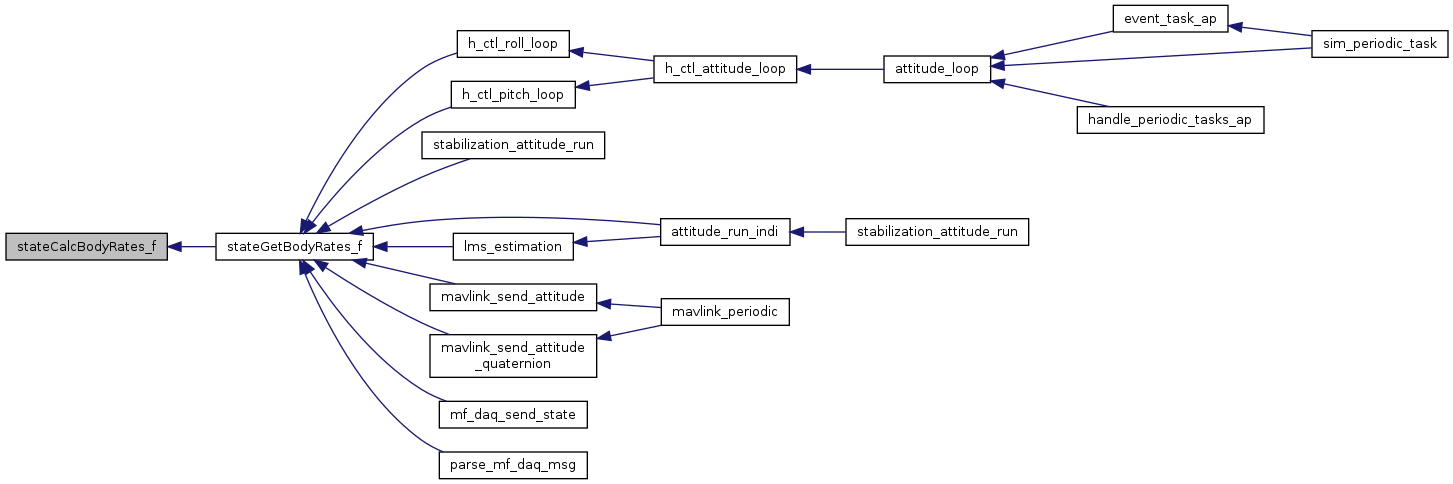 event_task_ap
h_ctl_roll_loop
sim_periodic_task
h_ctl_attitude_loop
attitude_loop
h_ctl_pitch_loop
handle_periodic_tasks_ap
stabilization_attitude_run
stateCalcBodyRates_f
stateGetBodyRates_f
attitude_run_indi
stabilization_attitude_run
lms_estimation
mavlink_send_attitude
mavlink_periodic
mavlink_send_attitude
_quaternion
mf_daq_send_state
parse_mf_daq_msg